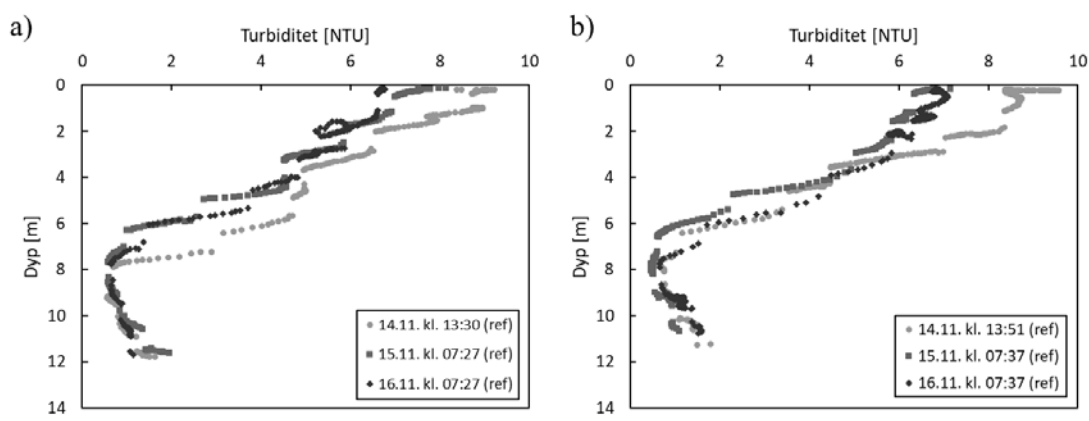 a)
Turbiditet [NTU]
0 2 4 6 8 10
0
2
4
6
8
10
12
14
Dyp [m]
14.11. kl. 13:30 (ref)
15.11. kl. 07:27 (ref)
16.11. kl. 07:27 (ref)
b)
Turbiditet [NTU]
0 2 4 6 8 10
0
2
4
6
8
10
12
14
Dyp [m]
14.11. kl. 13:51 (ref)
15.11. kl. 07:37 (ref)
16.11. kl. 07:37 (ref)